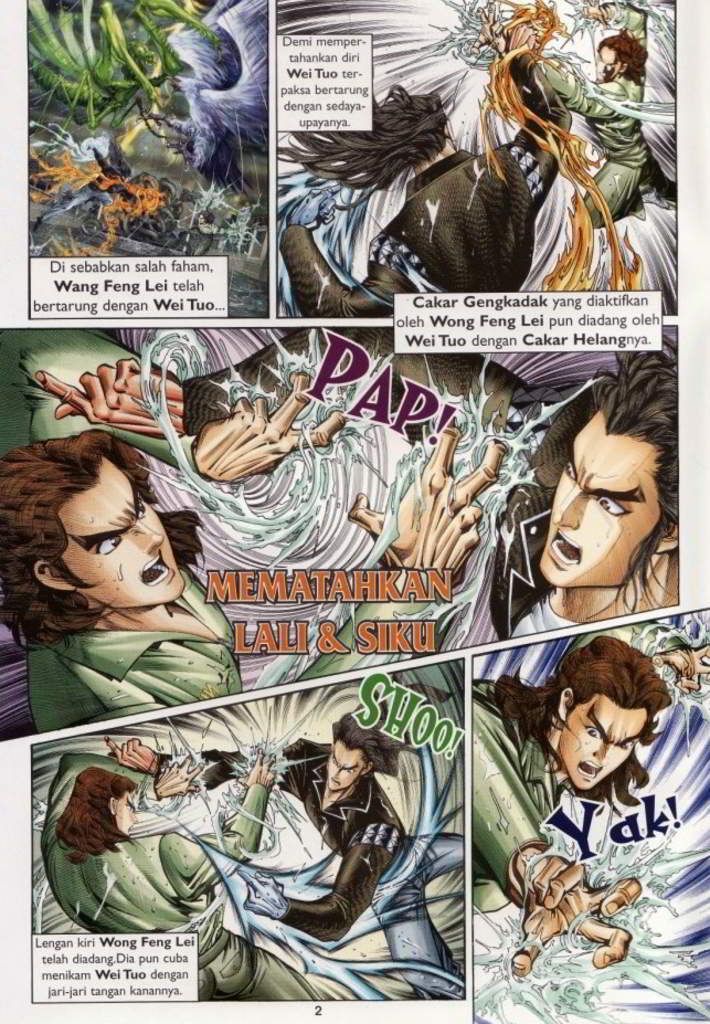 Di sebabkan salah faham,
Wang Feng Lei telah
bertarung dengan Wei Tuo...
Demi memper-
tahankan diri
Wei Tuo ter-
paksa bertarung
dengan sedaya-
upayanya.
Cakar Gengkadak yang diaktifkan
oleh Wong Feng Lei pun diadang oleh
Wei Tuo dengan Cakar Helangnya.
PAP!
MEMATAHKAN
LALI & SIKU
SHOO!
Lengan kiri Wong Feng Lei
telah diadang.Dia pun cuba
menikam Wei Tuo dengan
jari-jari tangan kanannya.
Yak!
2